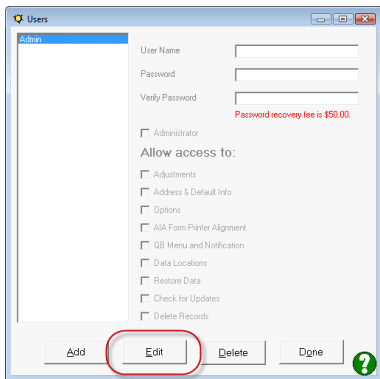 Users
Admin
User Name
Password
Verify Password
Password recovery fee is $50.00.
Administrator
Allow access to:
Adjustments
Address & Default Info
Options
AIA Form Printer Alignment
QB Menu and Notification
Data Locations
Restore Data
Check for Updates
Delete Records
Add Edit Delete Done ?